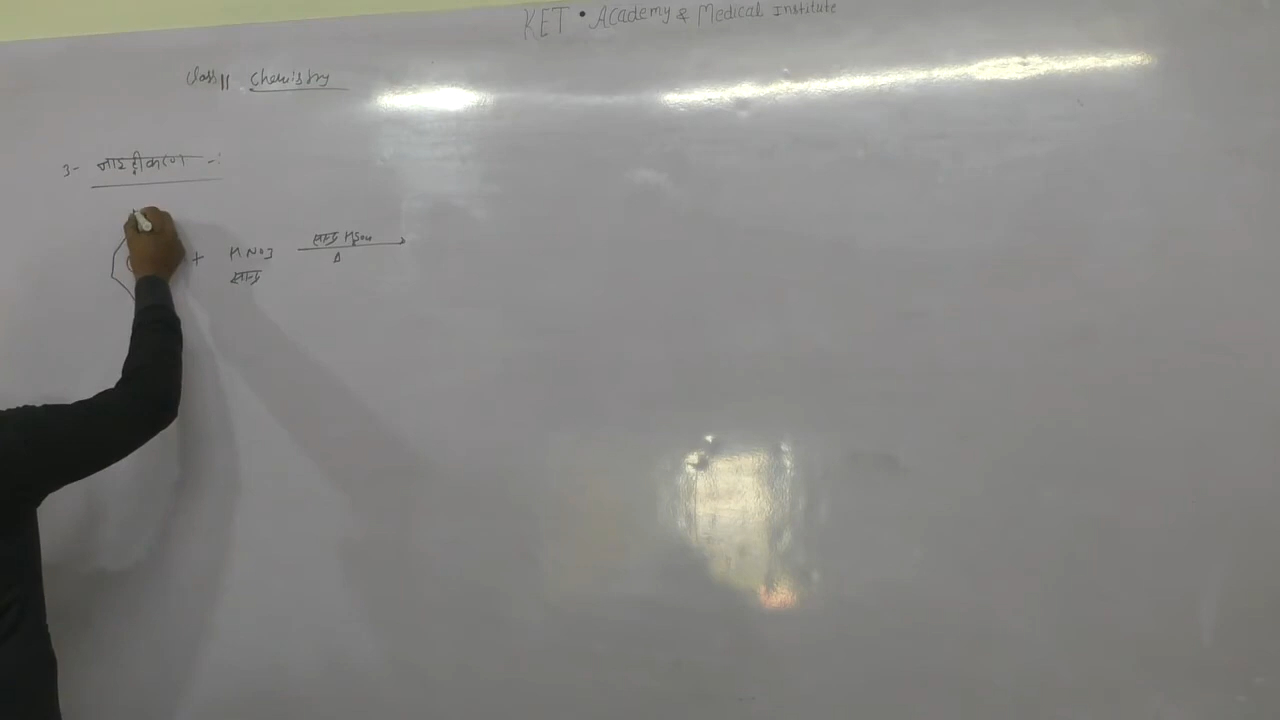 KET • Academy & Medical Institute
Class 11 Chemistry
3- नाइट्रीकरण -:
सान्द्र H2SO4
+ HNO3
Δ
सान्द्र